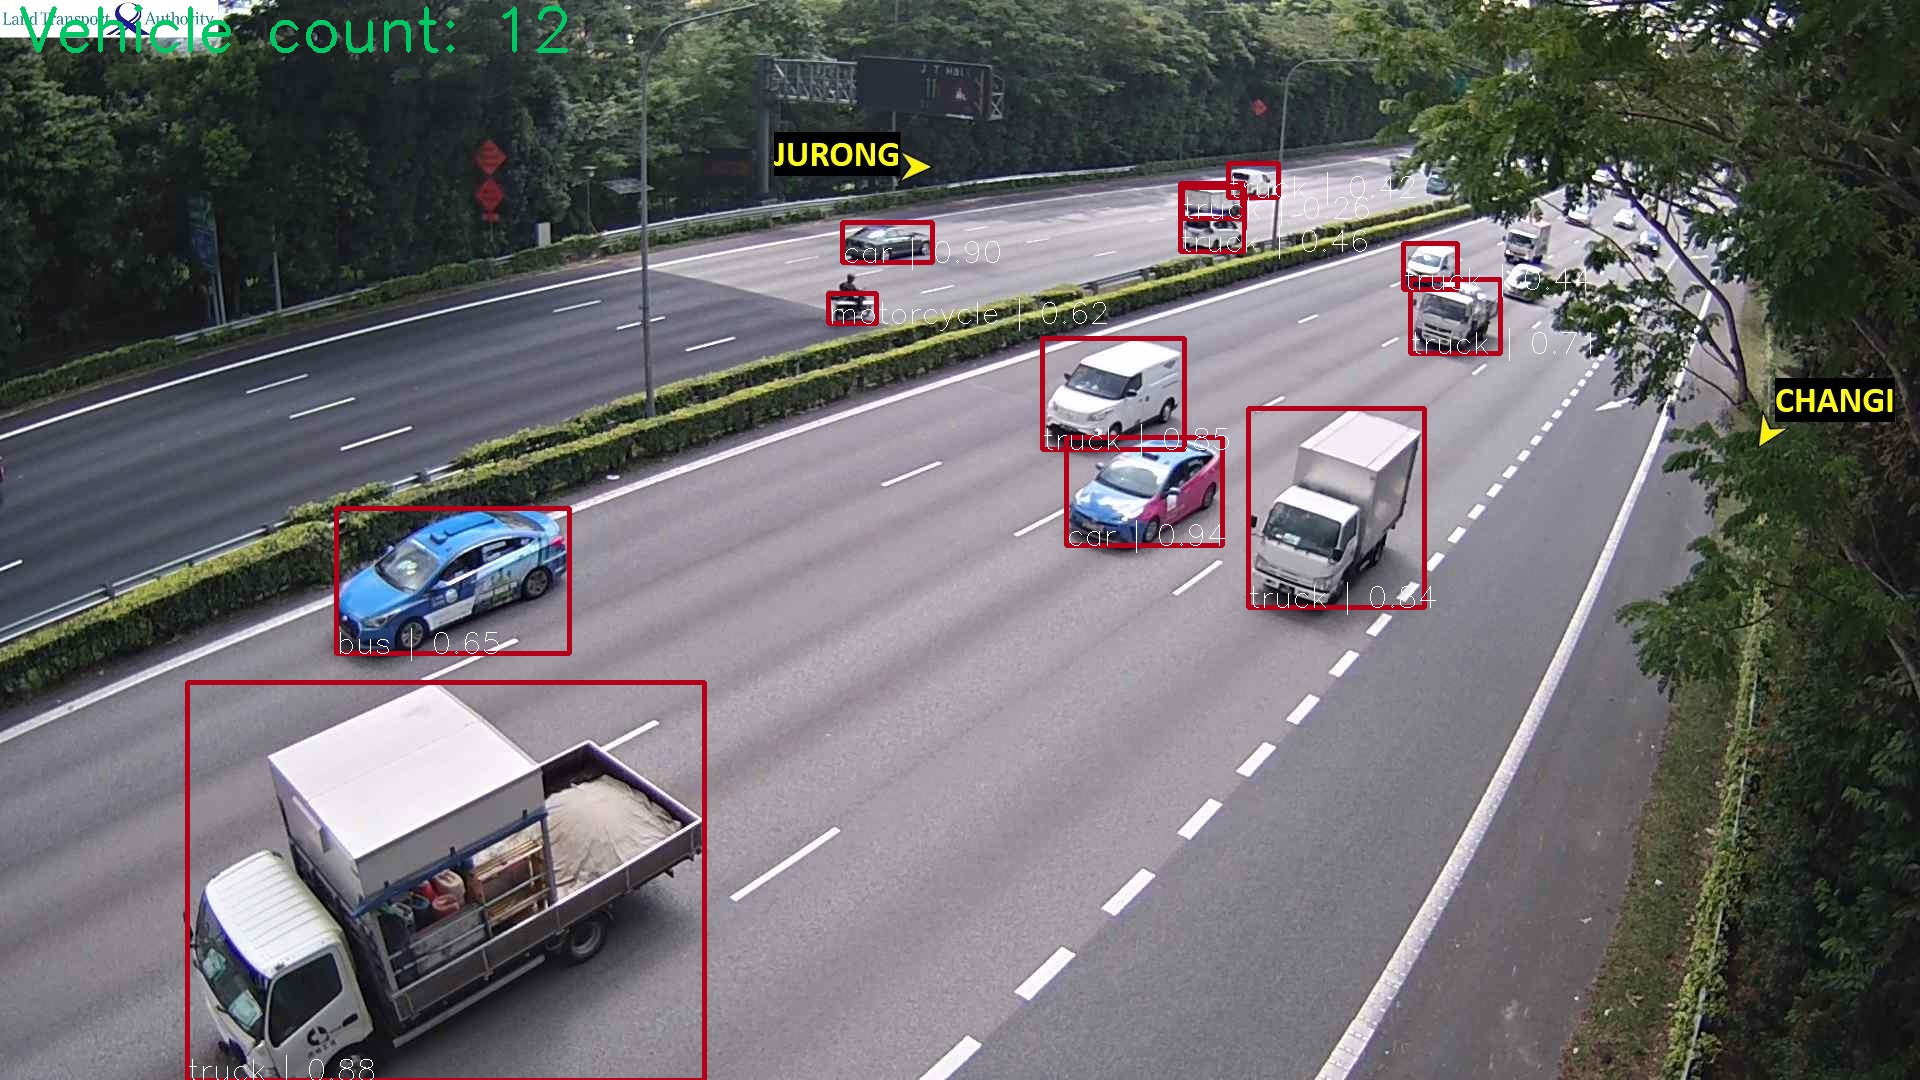 Land Transport Authority
Vehicle count: 12
JURONG
truck | 0.42
truck | 0.26
truck | 0.46
car | 0.90
motorcycle | 0.62
truck | 0.44
truck | 0.71
CHANGI
truck | 0.85
car | 0.94
truck | 0.84
bus | 0.65
truck | 0.88